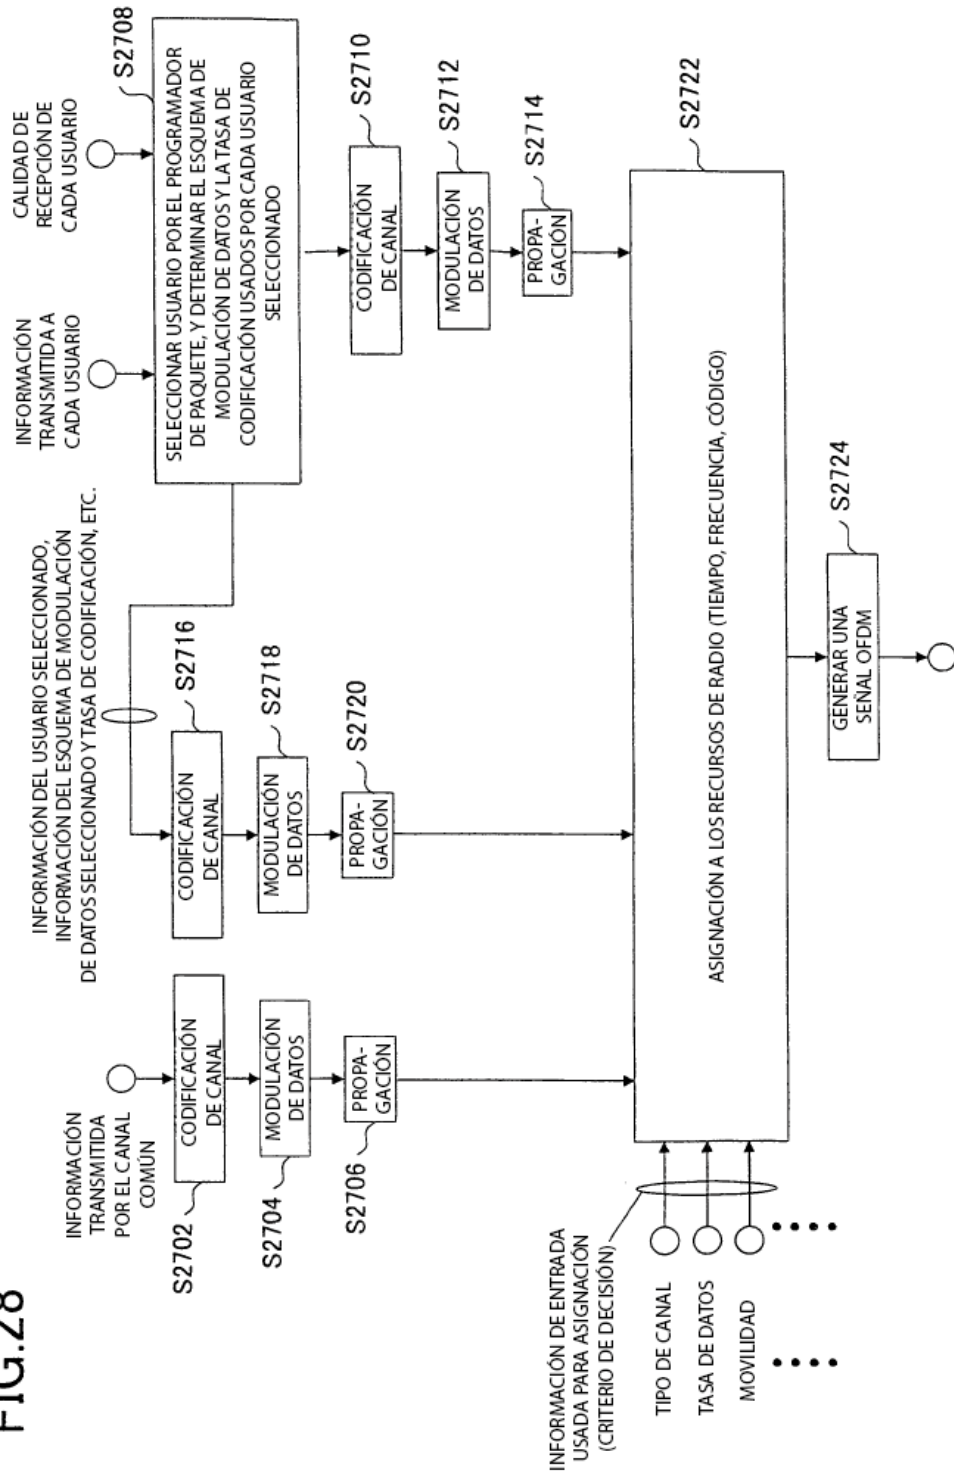 FIG.28
INFORMACIÓN
TRANSMITIDA
POR EL CANAL
COMÚN
S2702
CODIFICACIÓN
DE CANAL
S2704
MODULACIÓN
DE DATOS
S2706
PROPA-
GACIÓN
INFORMACIÓN DEL USUARIO SELECCIONADO,
INFORMACIÓN DEL ESQUEMA DE MODULACIÓN
DE DATOS SELECCIONADO Y TASA DE CODIFICACIÓN, ETC.
CODIFICACIÓN
DE CANAL
S2716
MODULACIÓN
DE DATOS
S2718
PROPA-
GACIÓN
S2720
INFORMACIÓN
TRANSMITIDA A
CADA USUARIO
CALIDAD DE
RECEPCIÓN DE
CADA USUARIO
S2708
SELECCIONAR USUARIO POR EL PROGRAMADOR
DE PAQUETE, Y DETERMINAR EL ESQUEMA DE
MODULACIÓN DE DATOS Y LA TASA DE
CODIFICACIÓN USADOS POR CADA USUARIO
SELECCIONADO
CODIFICACIÓN
DE CANAL
S2710
MODULACIÓN
DE DATOS
S2712
PROPA-
GACIÓN
S2714
INFORMACIÓN DE ENTRADA
USADA PARA ASIGNACIÓN
(CRITERIO DE DECISIÓN)
TIPO DE CANAL
TASA DE DATOS
MOVILIDAD
ASIGNACIÓN A LOS RECURSOS DE RADIO (TIEMPO, FRECUENCIA, CÓDIGO)
S2722
GENERAR UNA
SEÑAL OFDM
S2724